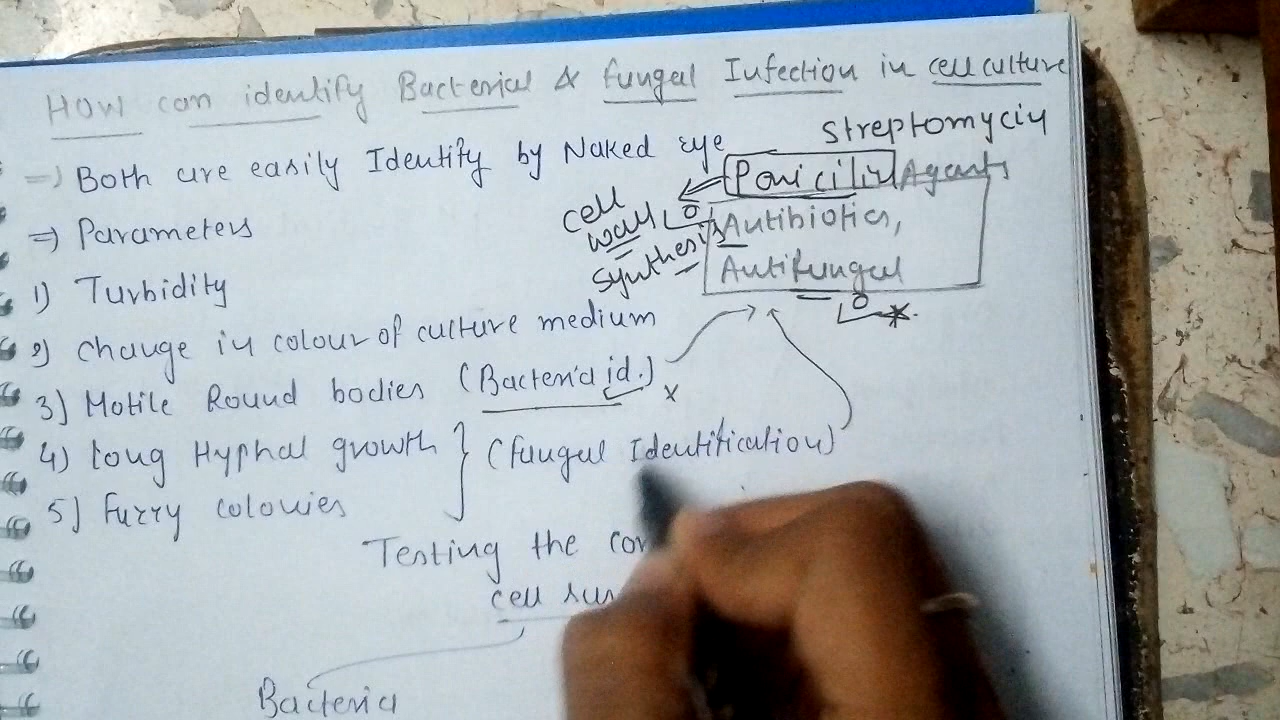 How can identify Bacterial & fungal Infection in cell culture
=> Both are easily Identify by Naked eye
Streptomyciy
Penicilin Agents
cell
wall
synthesis
Antibiotics,
Antifungal
=> Parameters
1) Turbidity
2) Change in colour of culture medium
3) Motile Round bodies (Bacteria id.)
4) Long Hyphal growth
(fungal Identification)
5) Furry colonies
Testing the
cell
Bacteria